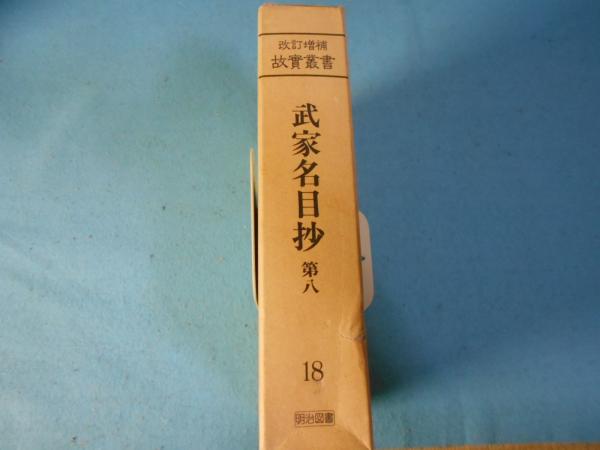 改訂増補
故實叢書
武家名目抄
第八
18
明治図書